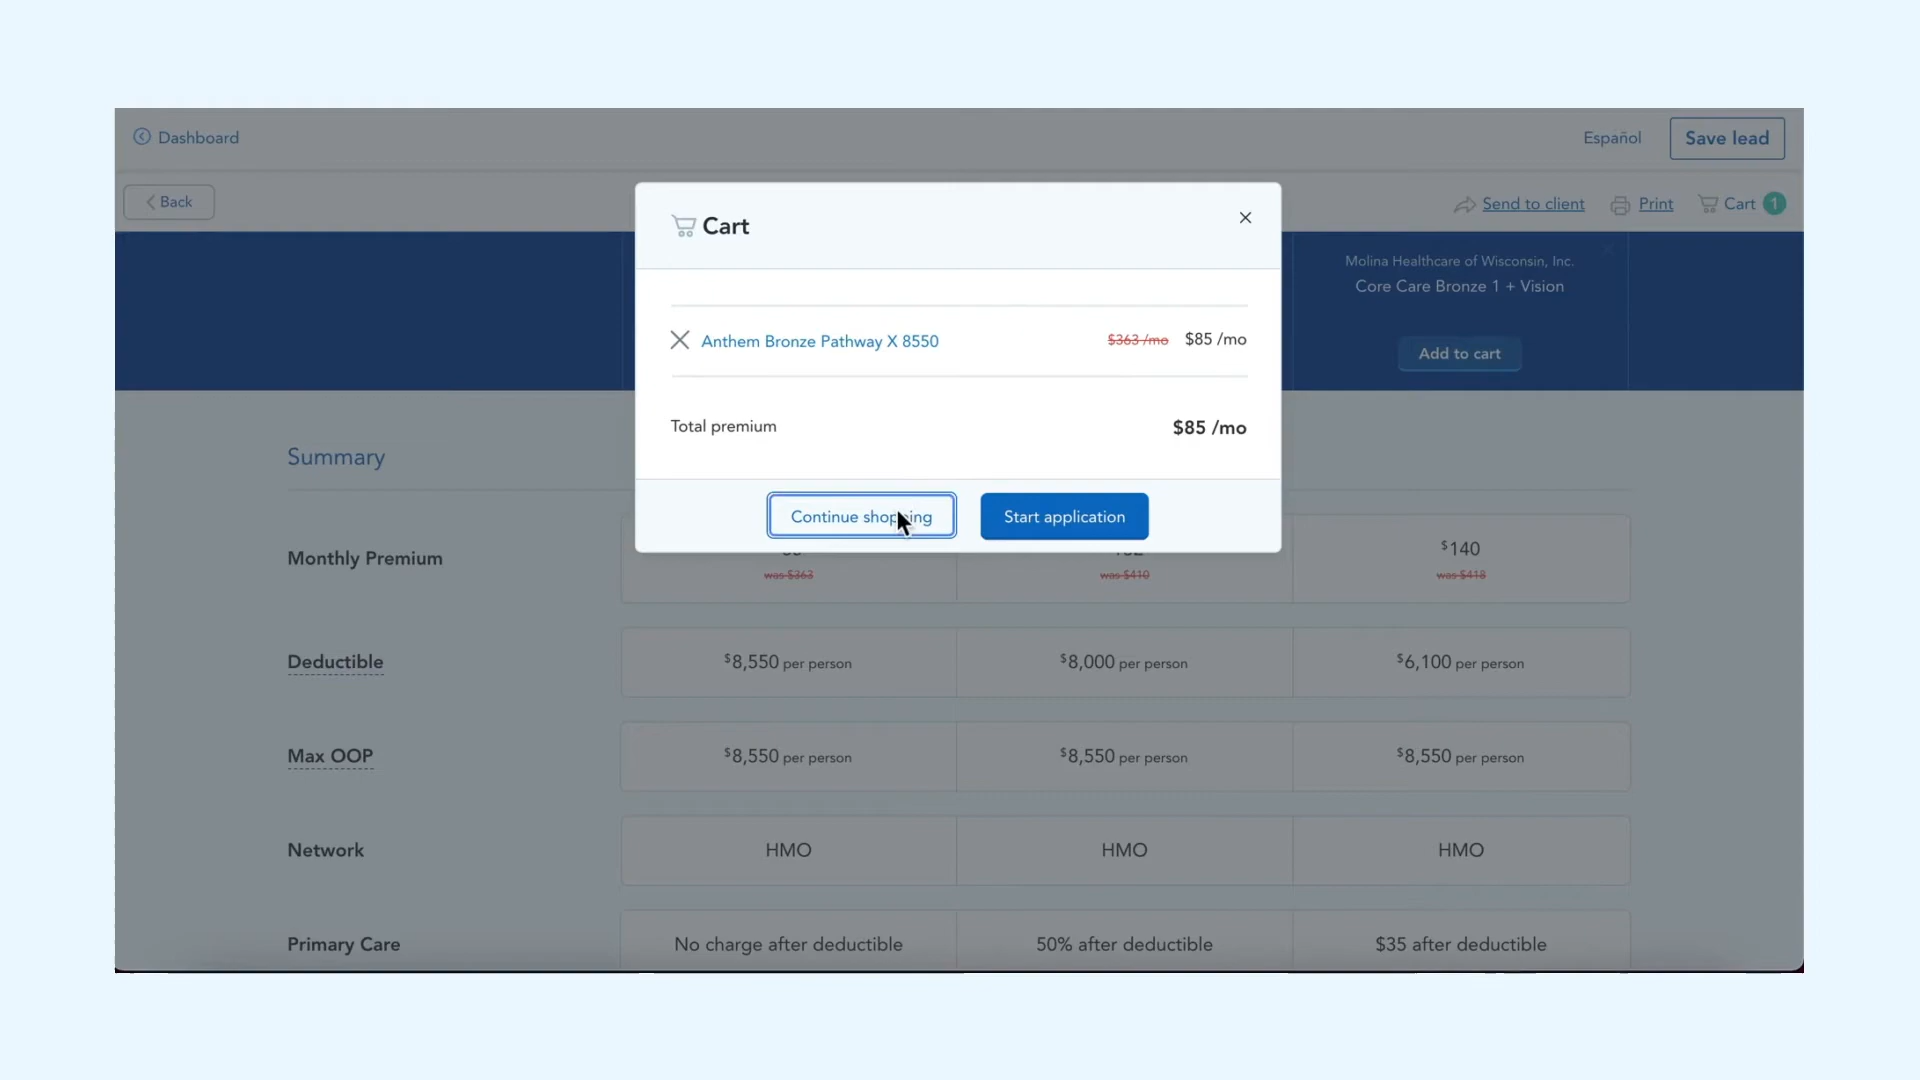 Dashboard
Español
Save lead
Back
Send to client
Print
Cart 1
Cart
Molina Healthcare of Wisconsin, Inc.
Core Care Bronze 1 + Vision
Add to cart
Anthem Bronze Pathway X 8550 $363 /mo $85 /mo
Total premium $85 /mo
Continue shopping
Start application
Summary
Monthly Premium $140
was $363 was $410 was $418
Deductible $8,550 per person $8,000 per person $6,100 per person
Max OOP $8,550 per person $8,550 per person $8,550 per person
Network HMO HMO HMO
Primary Care No charge after deductible 50% after deductible $35 after deductible